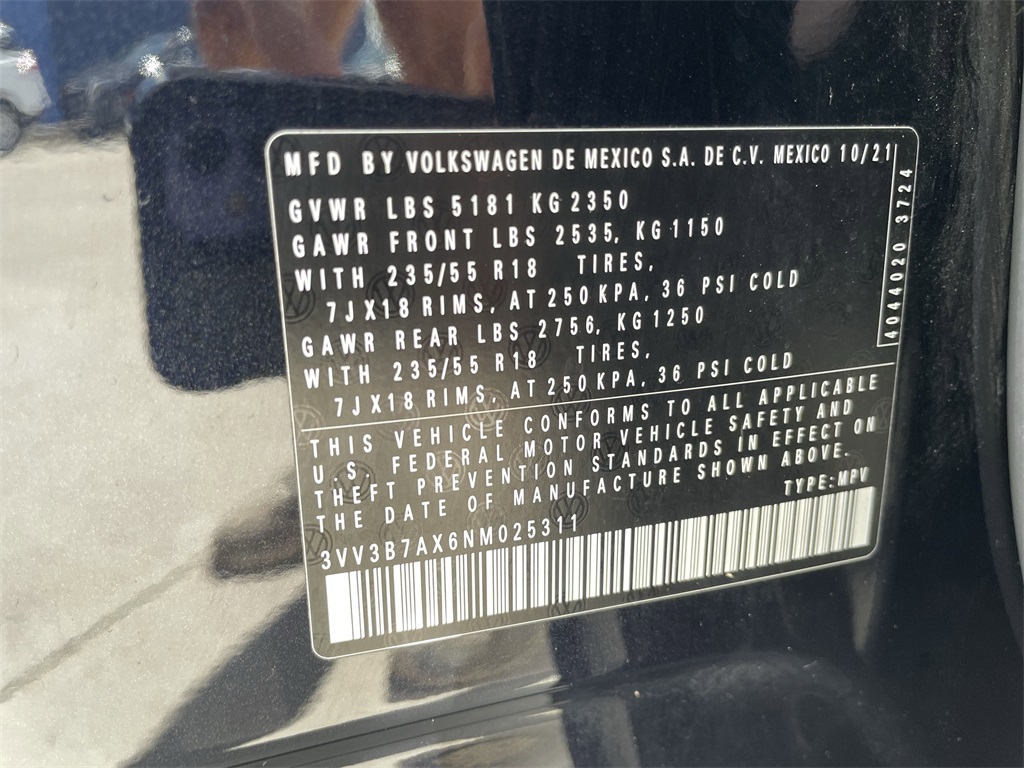 MFD BY VOLKSWAGEN DE MEXICO S.A. DE C.V. MEXICO 10/21
GVWR LBS 5181 KG 2350
GAWR FRONT LBS 2535, KG 1150
WITH 235/55 R18 TIRES,
7JX18 RIMS, AT 250 KPA, 36 PSI COLD
GAWR REAR LBS 2756, KG 1250
WITH 235/55 R18 TIRES,
7JX18 RIMS, AT 250 KPA, 36 PSI COLD
4044020 3724
THIS VEHICLE CONFORMS TO ALL APPLICABLE
U.S. FEDERAL MOTOR VEHICLE SAFETY AND
THEFT PREVENTION STANDARDS IN EFFECT ON
THE DATE OF MANUFACTURE SHOWN ABOVE.
TYPE: MPV
3VV3B7AX6NM025311